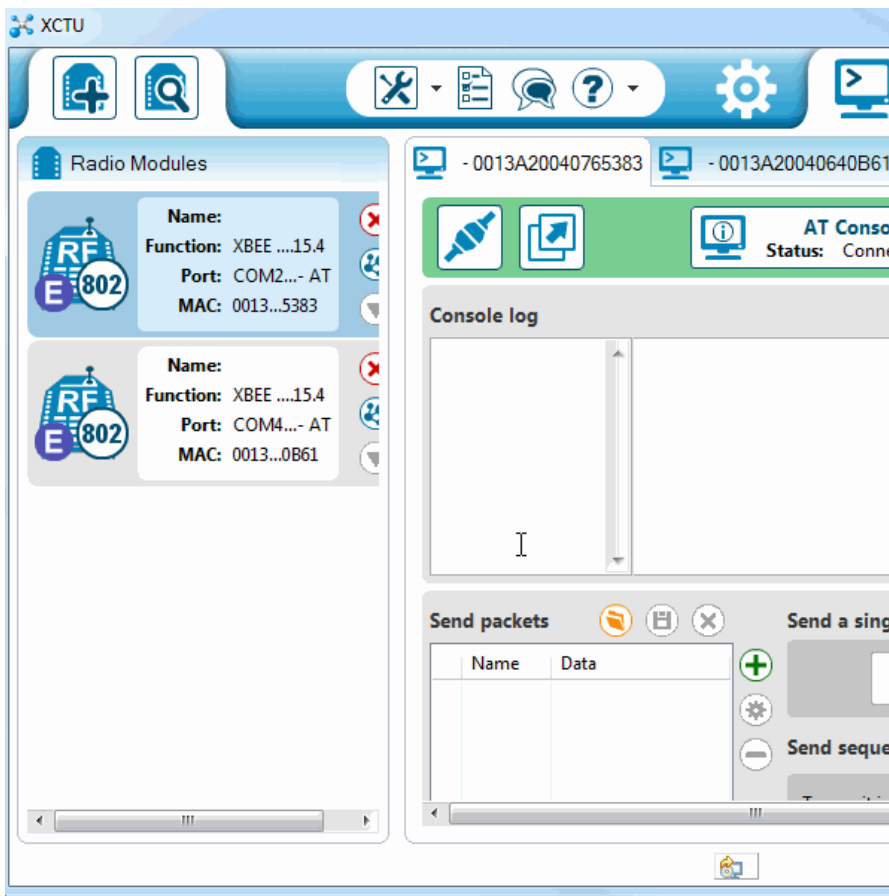 XCTU
Radio Modules
- 0013A20040765383
- 0013A20040640B61
RF
E
802
Name:
Function: XBEE ....15.4
Port: COM2...- AT
MAC: 0013...5383
RF
E
802
Name:
Function: XBEE ....15.4
Port: COM4...- AT
MAC: 0013...0B61
AT Conso
Status: Conne
Console log
Send packets
Name Data
Send a sing
Send seque